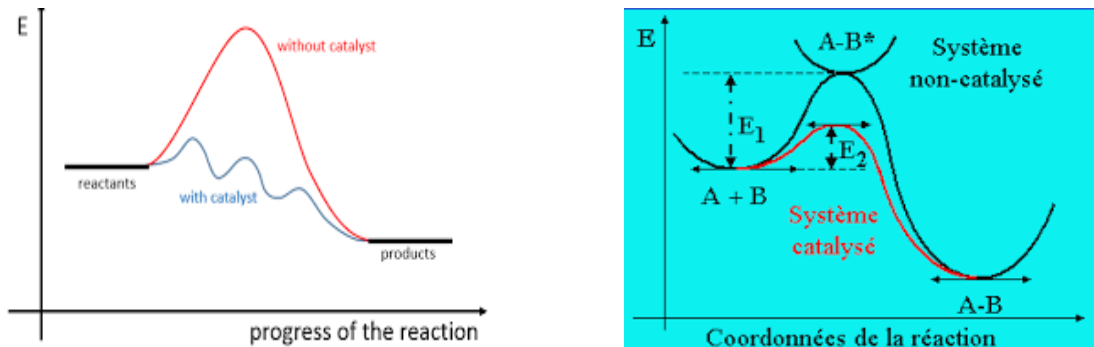 E
without catalyst
reactants
with catalyst
products
progress of the reaction
E
A-B*
Système
non-catalysé
E1
E2
A + B
Système
catalysé
A-B
Coordonnées de la réaction